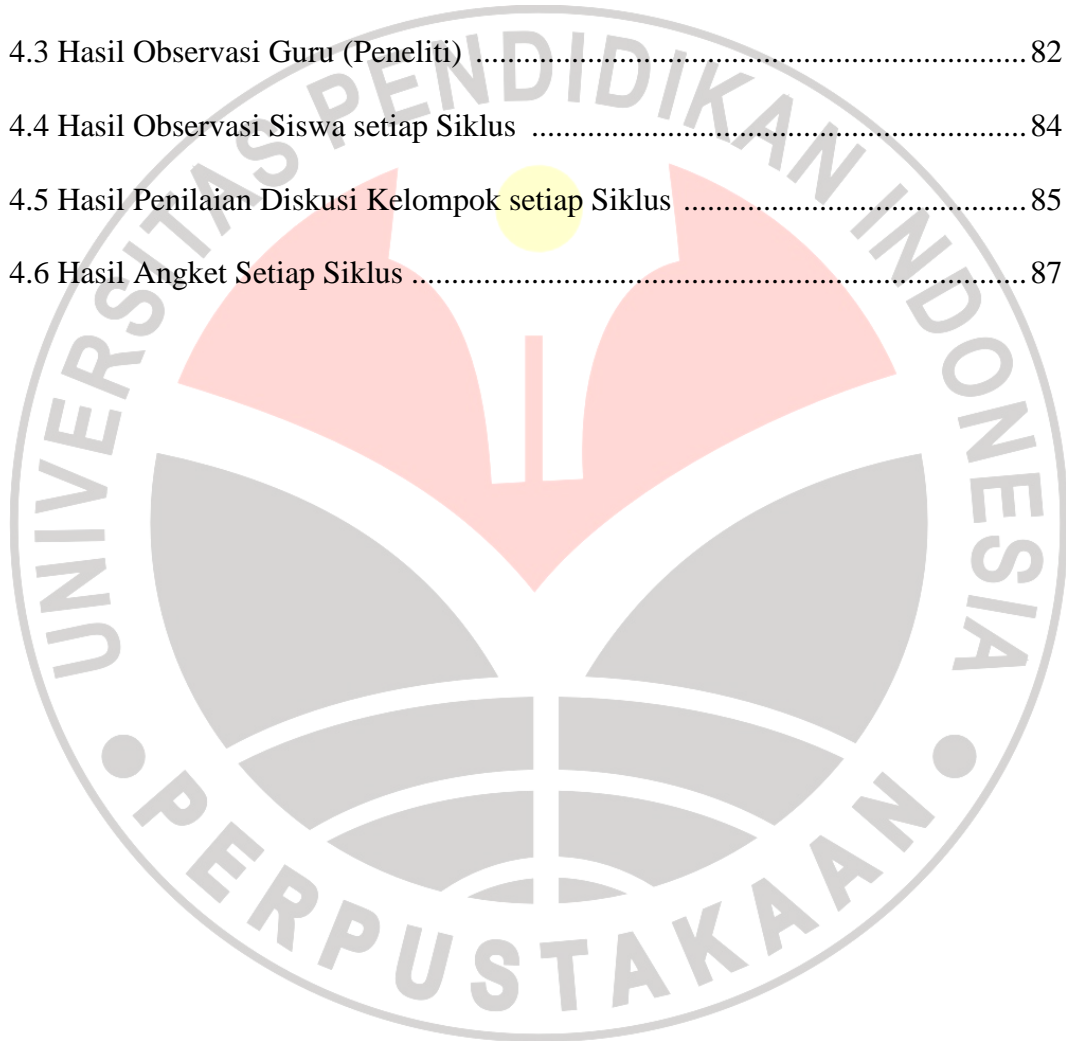 4.3 Hasil Observasi Guru (Peneliti) ..................................................................... 82
4.4 Hasil Observasi Siswa setiap Siklus .............................................................. 84
4.5 Hasil Penilaian Diskusi Kelompok setiap Siklus ........................................... 85
4.6 Hasil Angket Setiap Siklus ............................................................................. 87
UNIVERSITAS PENDIDIKAN INDONESIA
PERPUSTAKAAN